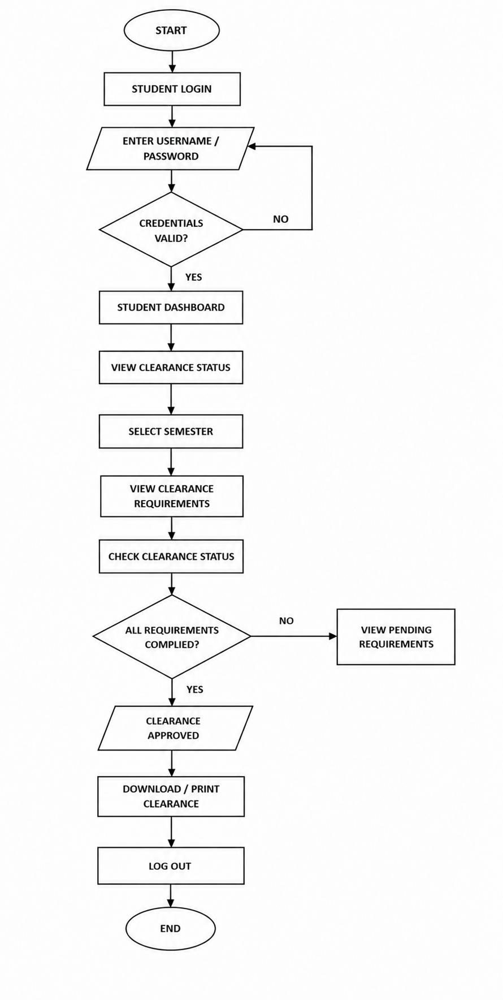 START
STUDENT LOGIN
ENTER USERNAME /
PASSWORD
CREDENTIALS
VALID?
NO
YES
STUDENT DASHBOARD
VIEW CLEARANCE STATUS
SELECT SEMESTER
VIEW CLEARANCE
REQUIREMENTS
CHECK CLEARANCE STATUS
ALL REQUIREMENTS
COMPLIED?
NO
VIEW PENDING
REQUIREMENTS
YES
CLEARANCE
APPROVED
DOWNLOAD / PRINT
CLEARANCE
LOG OUT
END